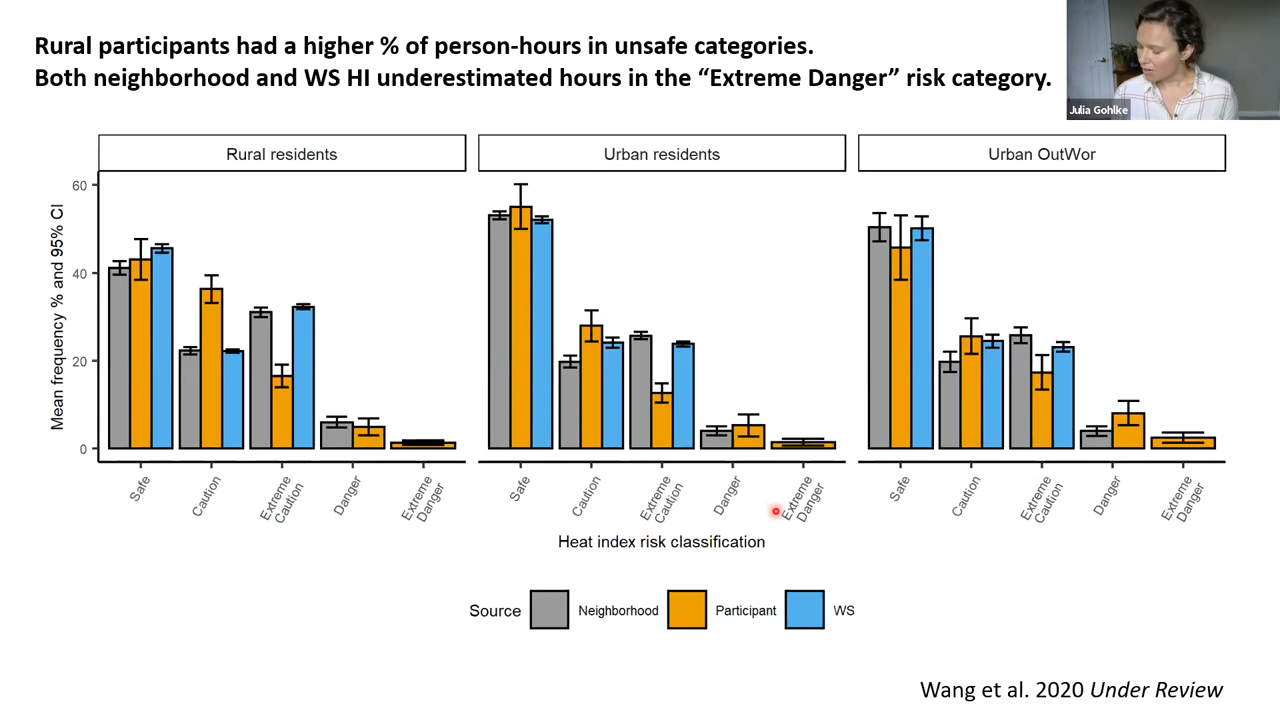 Rural participants had a higher % of person-hours in unsafe categories.
Both neighborhood and WS HI underestimated hours in the “Extreme Danger” risk category.
Julia Gohlke
Rural residents
Urban residents
Urban OutWor
Mean frequency % and 95% CI
60
40
20
0
Safe
Caution
Extreme
Caution
Danger
Extreme
Danger
Safe
Caution
Extreme
Caution
Danger
Extreme
Danger
Safe
Caution
Extreme
Caution
Danger
Extreme
Danger
Heat index risk classification
Source Neighborhood Participant WS
Wang et al. 2020 Under Review